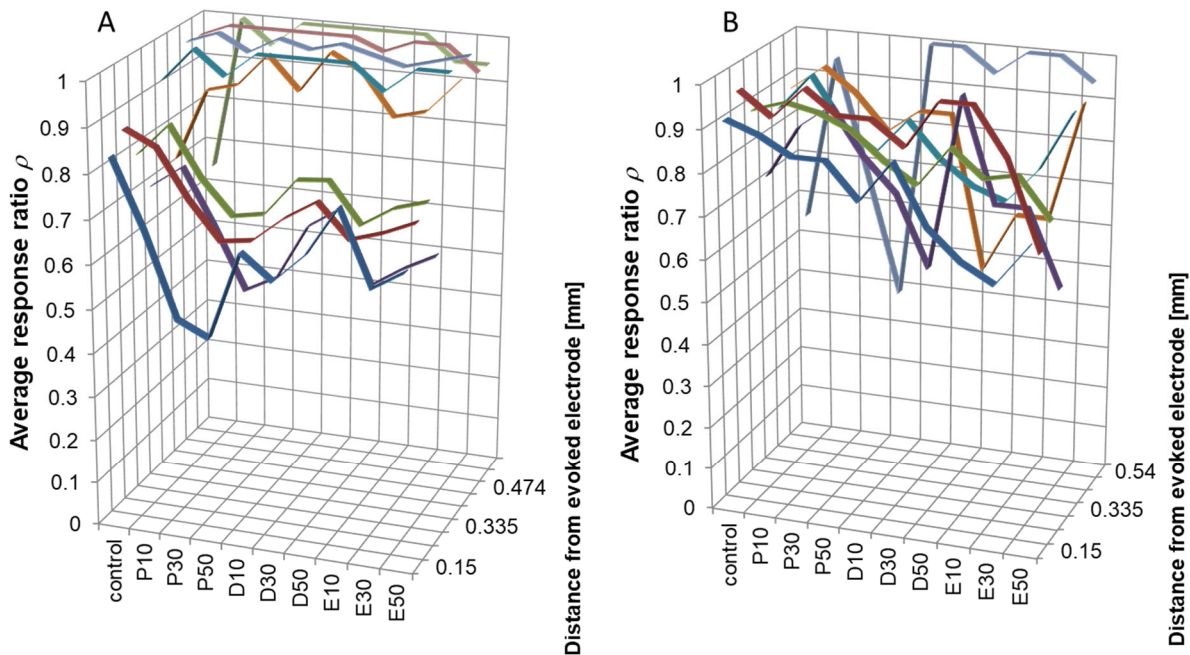 A
Average response ratio ρ
1
0.9
0.8
0.7
0.6
0.5
0.4
0.3
0.2
0.1
0
control
P10
P30
P50
D10
D30
D50
E10
E30
E50
0.474
0.335
0.15
Distance from evoked electrode [mm]
B
Average response ratio ρ
1
0.9
0.8
0.7
0.6
0.5
0.4
0.3
0.2
0.1
0
control
P10
P30
P50
D10
D30
D50
E10
E30
E50
0.54
0.335
0.15
Distance from evoked electrode [mm]